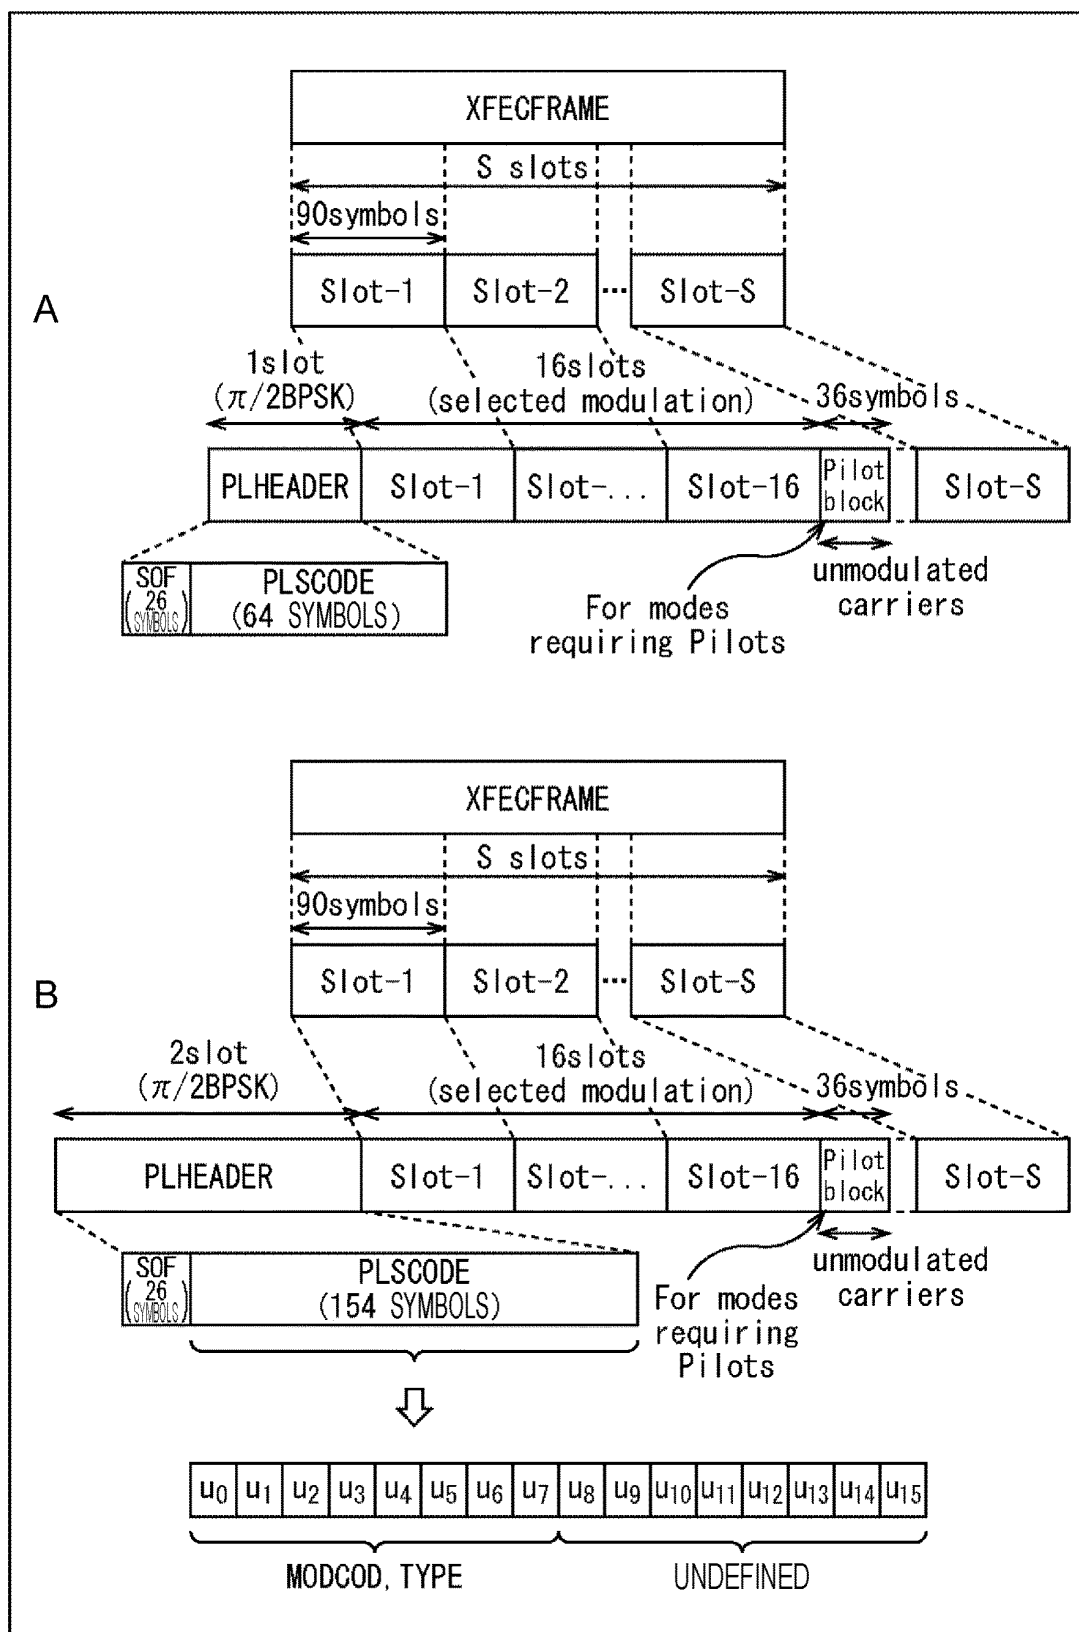 XFECFRAME
S slots
90symbols
A
Slot-1 Slot-2 ... Slot-S
1slot
(π/2BPSK)
16slots
(selected modulation)
36symbols
PLHEADER Slot-1 Slot-... Slot-16 Pilot block Slot-S
SOF
(26 SYMBOLS)
PLSCODE
(64 SYMBOLS)
For modes
requiring Pilots
unmodulated
carriers
XFECFRAME
S slots
90symbols
B
Slot-1 Slot-2 ... Slot-S
2slot
(π/2BPSK)
16slots
(selected modulation)
36symbols
PLHEADER Slot-1 Slot-... Slot-16 Pilot block Slot-S
SOF
(26 SYMBOLS)
PLSCODE
(154 SYMBOLS)
For modes
requiring
Pilots
unmodulated
carriers
u0 u1 u2 u3 u4 u5 u6 u7 u8 u9 u10 u11 u12 u13 u14 u15
MODCOD, TYPE UNDEFINED